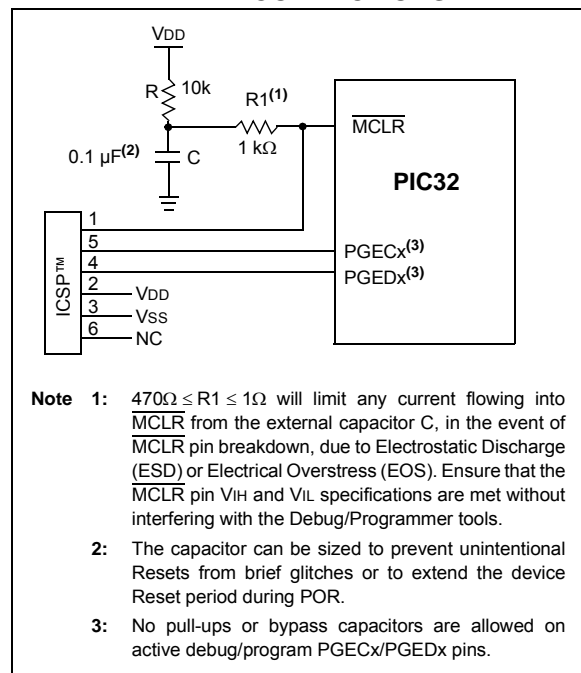 VDD
R 10k
R1(1)
0.1 µF(2) C
1 kΩ
MCLR
PIC32
ICSP™
1
5
4
2
3
6
PGECx(3)
PGEDx(3)
VDD
VSS
NC
Note 1: 470Ω ≤ R1 ≤ 1Ω will limit any current flowing into
MCLR from the external capacitor C, in the event of
MCLR pin breakdown, due to Electrostatic Discharge
(ESD) or Electrical Overstress (EOS). Ensure that the
MCLR pin VIH and VIL specifications are met without
interfering with the Debug/Programmer tools.
2: The capacitor can be sized to prevent unintentional
Resets from brief glitches or to extend the device
Reset period during POR.
3: No pull-ups or bypass capacitors are allowed on
active debug/program PGECx/PGEDx pins.